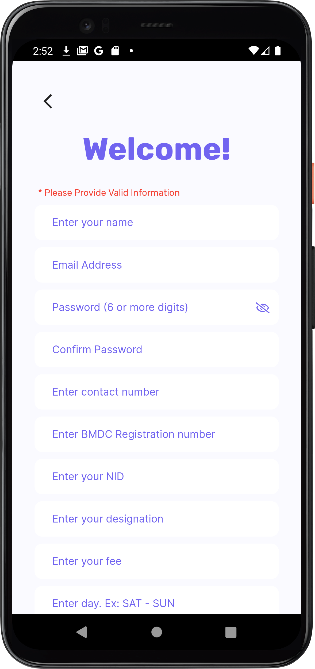 2:52
Welcome!
* Please Provide Valid Information
Enter your name
Email Address
Password (6 or more digits)
Confirm Password
Enter contact number
Enter BMDC Registration number
Enter your NID
Enter your designation
Enter your fee
Enter day. Ex: SAT - SUN